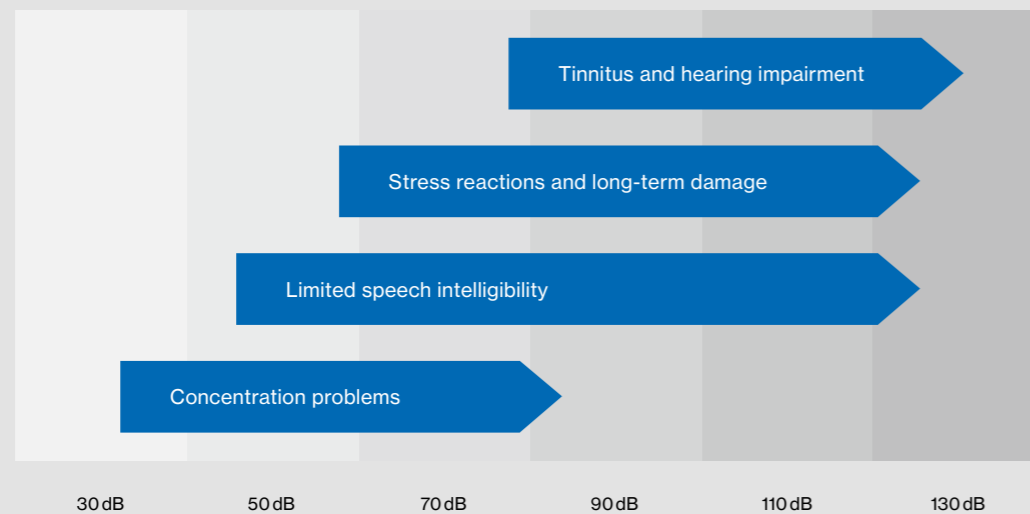 Tinnitus and hearing impairment
Stress reactions and long-term damage
Limited speech intelligibility
Concentration problems
30 dB 50 dB 70 dB 90 dB 110 dB 130 dB